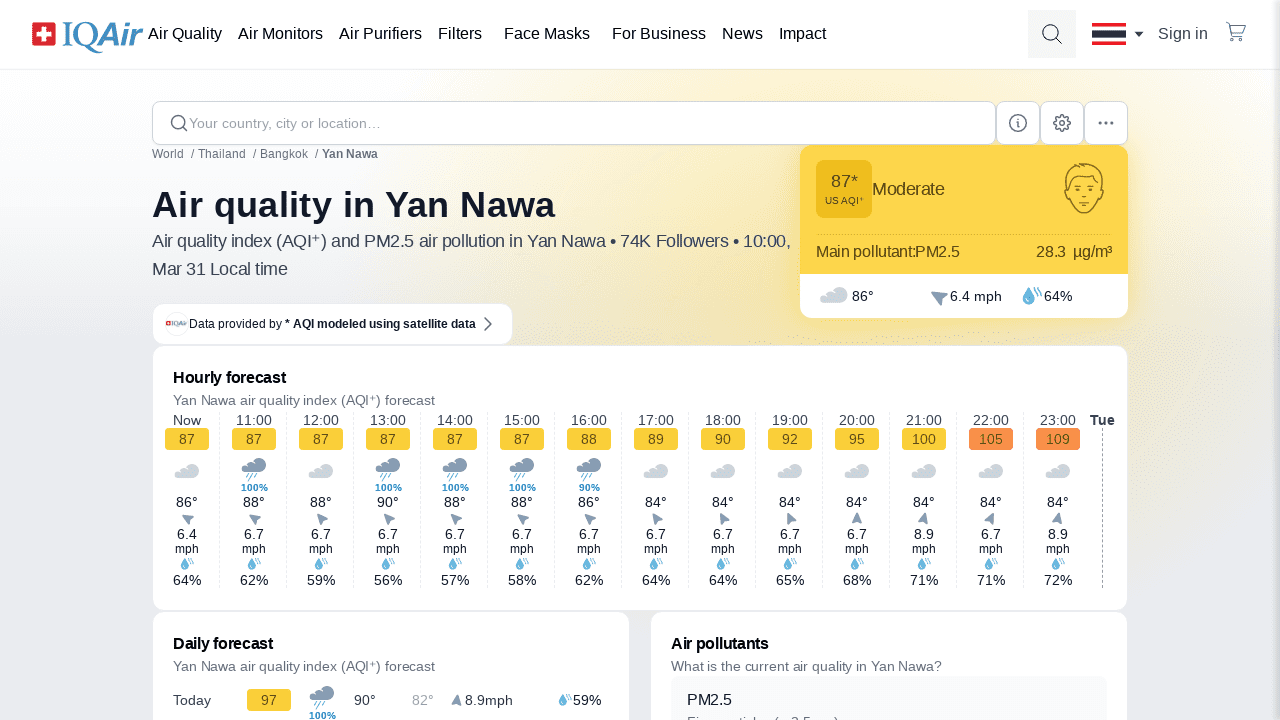 IQAir Air Quality Air Monitors Air Purifiers Filters Face Masks For Business News Impact Sign in
Your country, city or location…
World / Thailand / Bangkok / Yan Nawa
Air quality in Yan Nawa
Air quality index (AQI⁺) and PM2.5 air pollution in Yan Nawa • 74K Followers • 10:00,
Mar 31 Local time
87*
US AQI⁺
Moderate
Main pollutant:PM2.5 28.3 µg/m³
86° 6.4 mph 64%
IQAir Data provided by * AQI modeled using satellite data
Hourly forecast
Yan Nawa air quality index (AQI⁺) forecast
Now 11:00 12:00 13:00 14:00 15:00 16:00 17:00 18:00 19:00 20:00 21:00 22:00 23:00 Tue
87 87 87 87 87 87 88 89 90 92 95 100 105 109
100% 100% 100% 100% 90%
86° 88° 88° 90° 88° 88° 86° 84° 84° 84° 84° 84° 84° 84°
6.4 6.7 6.7 6.7 6.7 6.7 6.7 6.7 6.7 6.7 6.7 8.9 6.7 8.9
mph mph mph mph mph mph mph mph mph mph mph mph mph mph
64% 62% 59% 56% 57% 58% 62% 64% 64% 65% 68% 71% 71% 72%
Daily forecast
Yan Nawa air quality index (AQI⁺) forecast
Today 97 90° 82° 8.9mph 59%
100%
Air pollutants
What is the current air quality in Yan Nawa?
PM2.5